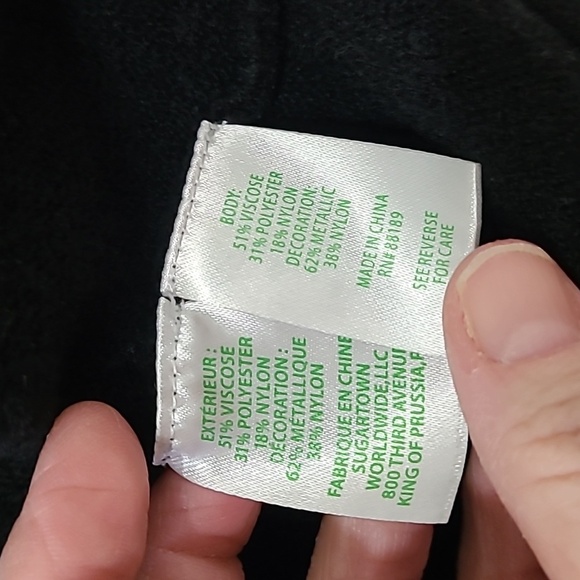 BODY:
51% VISCOSE
31% POLYESTER
18% NYLON
DECORATION:
62% METALLIC
38% NYLON
MADE IN CHINA
RN# 88189
SEE REVERSE
FOR CARE
EXTÉRIEUR :
51% VISCOSE
31% POLYESTER
18% NYLON
DÉCORATION :
62% MÉTALLIQUE
38% NYLON
FABRIQUE EN CHINE
SUGARTOWN
WORLDWIDE,LLC
800 THIRD AVENU
KING OF PRUSSIA,P